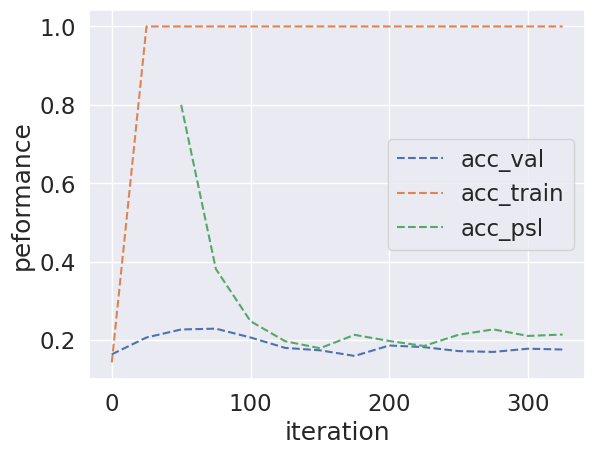 1.0
0.8
0.6
0.4
0.2
peformance
acc_val
acc_train
acc_psl
0 100 200 300
iteration